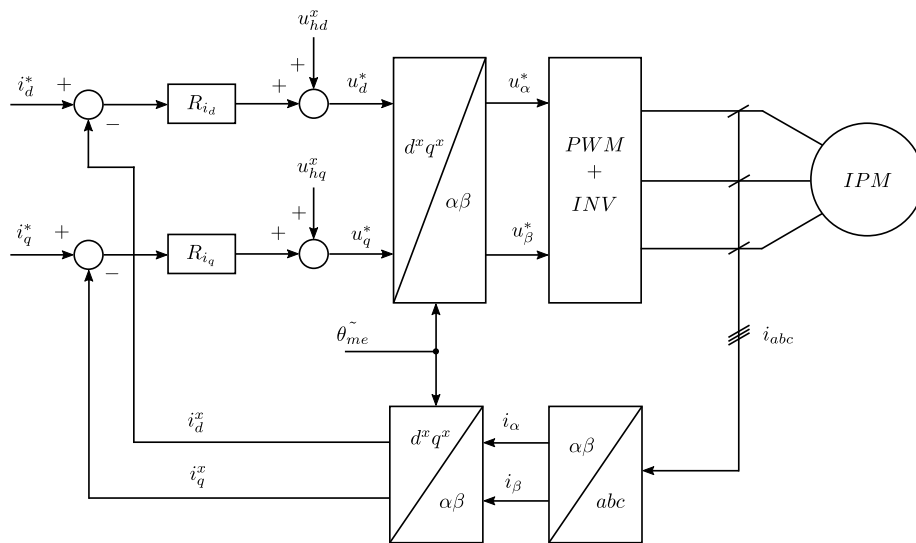 u_{hd}^x
i_d^*
+
−
R_{i_d}
+
+
u_d^*
d^x q^x
αβ
u_α^*
PWM
+
INV
IPM
u_{hq}^x
i_q^*
+
−
R_{i_q}
+
+
u_q^*
u_β^*
θ_{me}^~
i_{abc}
i_d^x
d^x q^x
αβ
i_α
αβ
abc
i_q^x
i_β